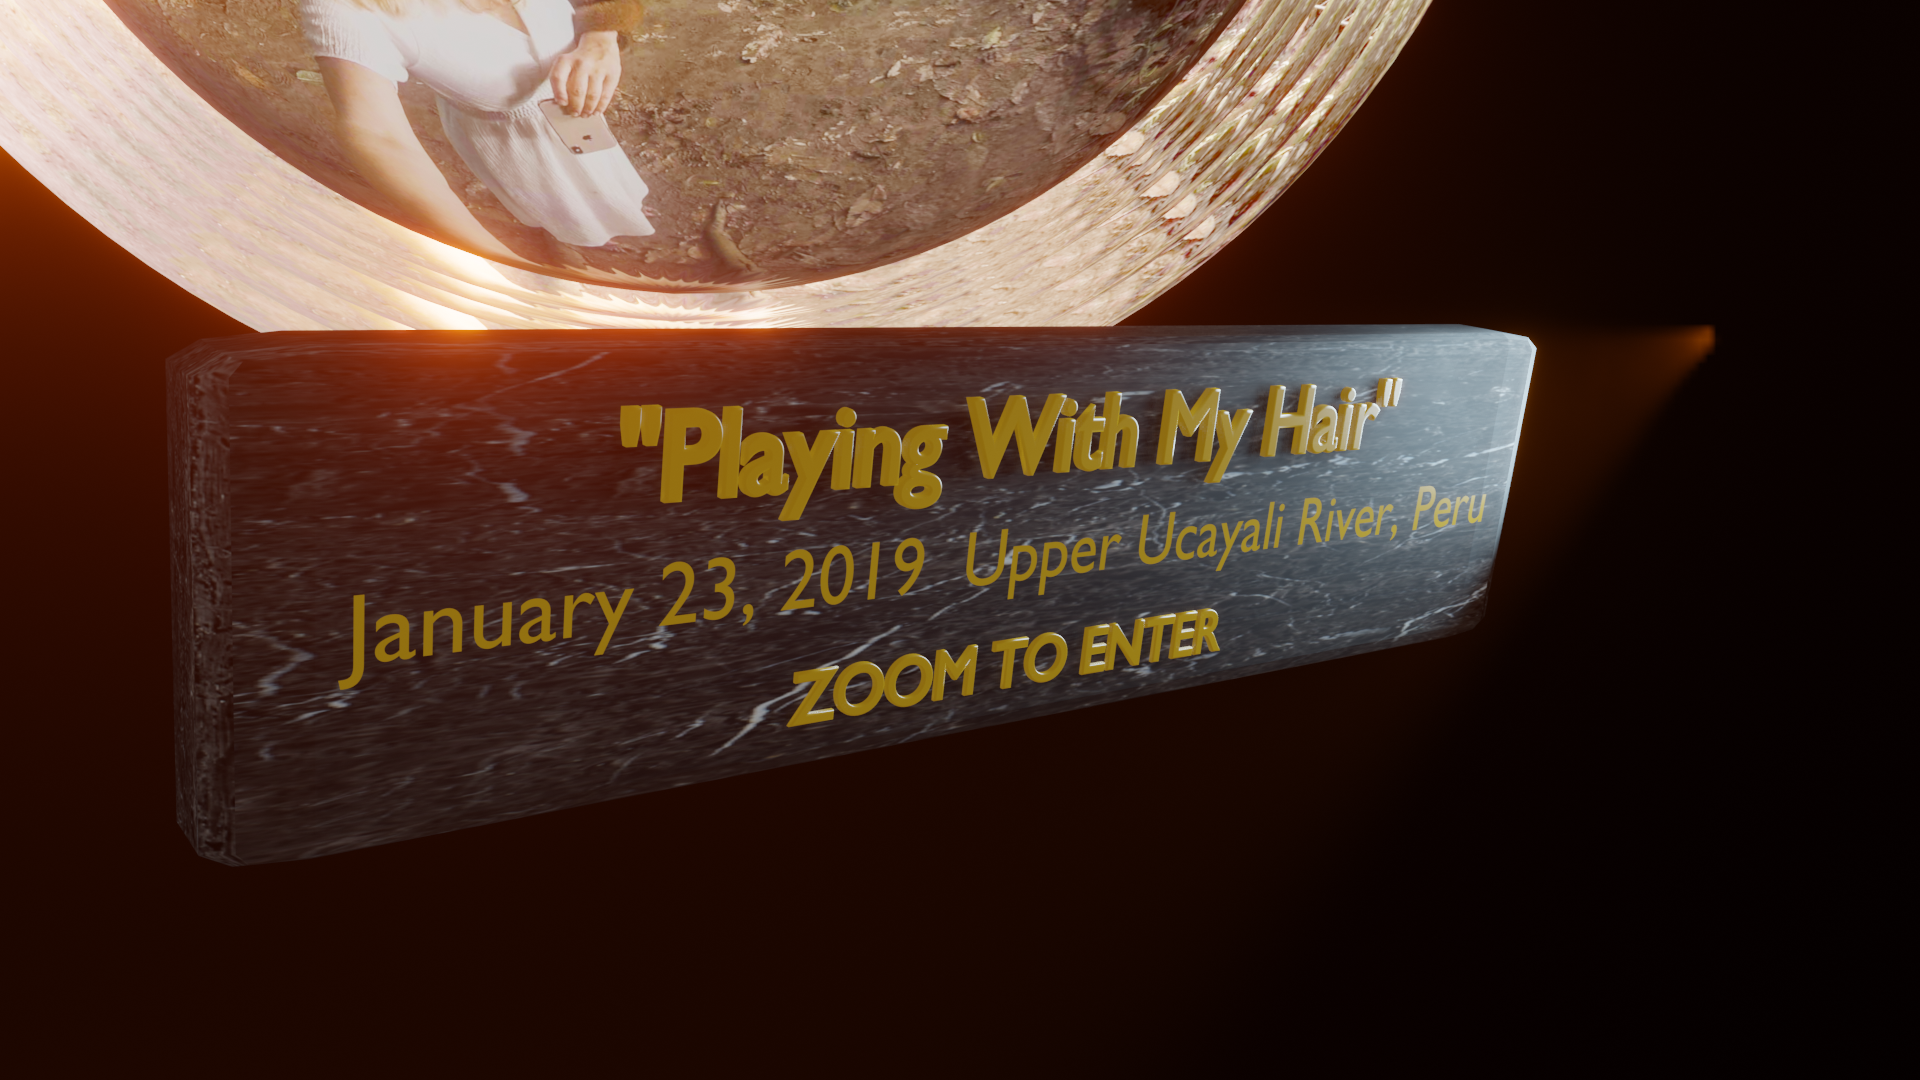 "Playing With My Hair"
January 23, 2019 Upper Ucayali River, Peru
ZOOM TO ENTER